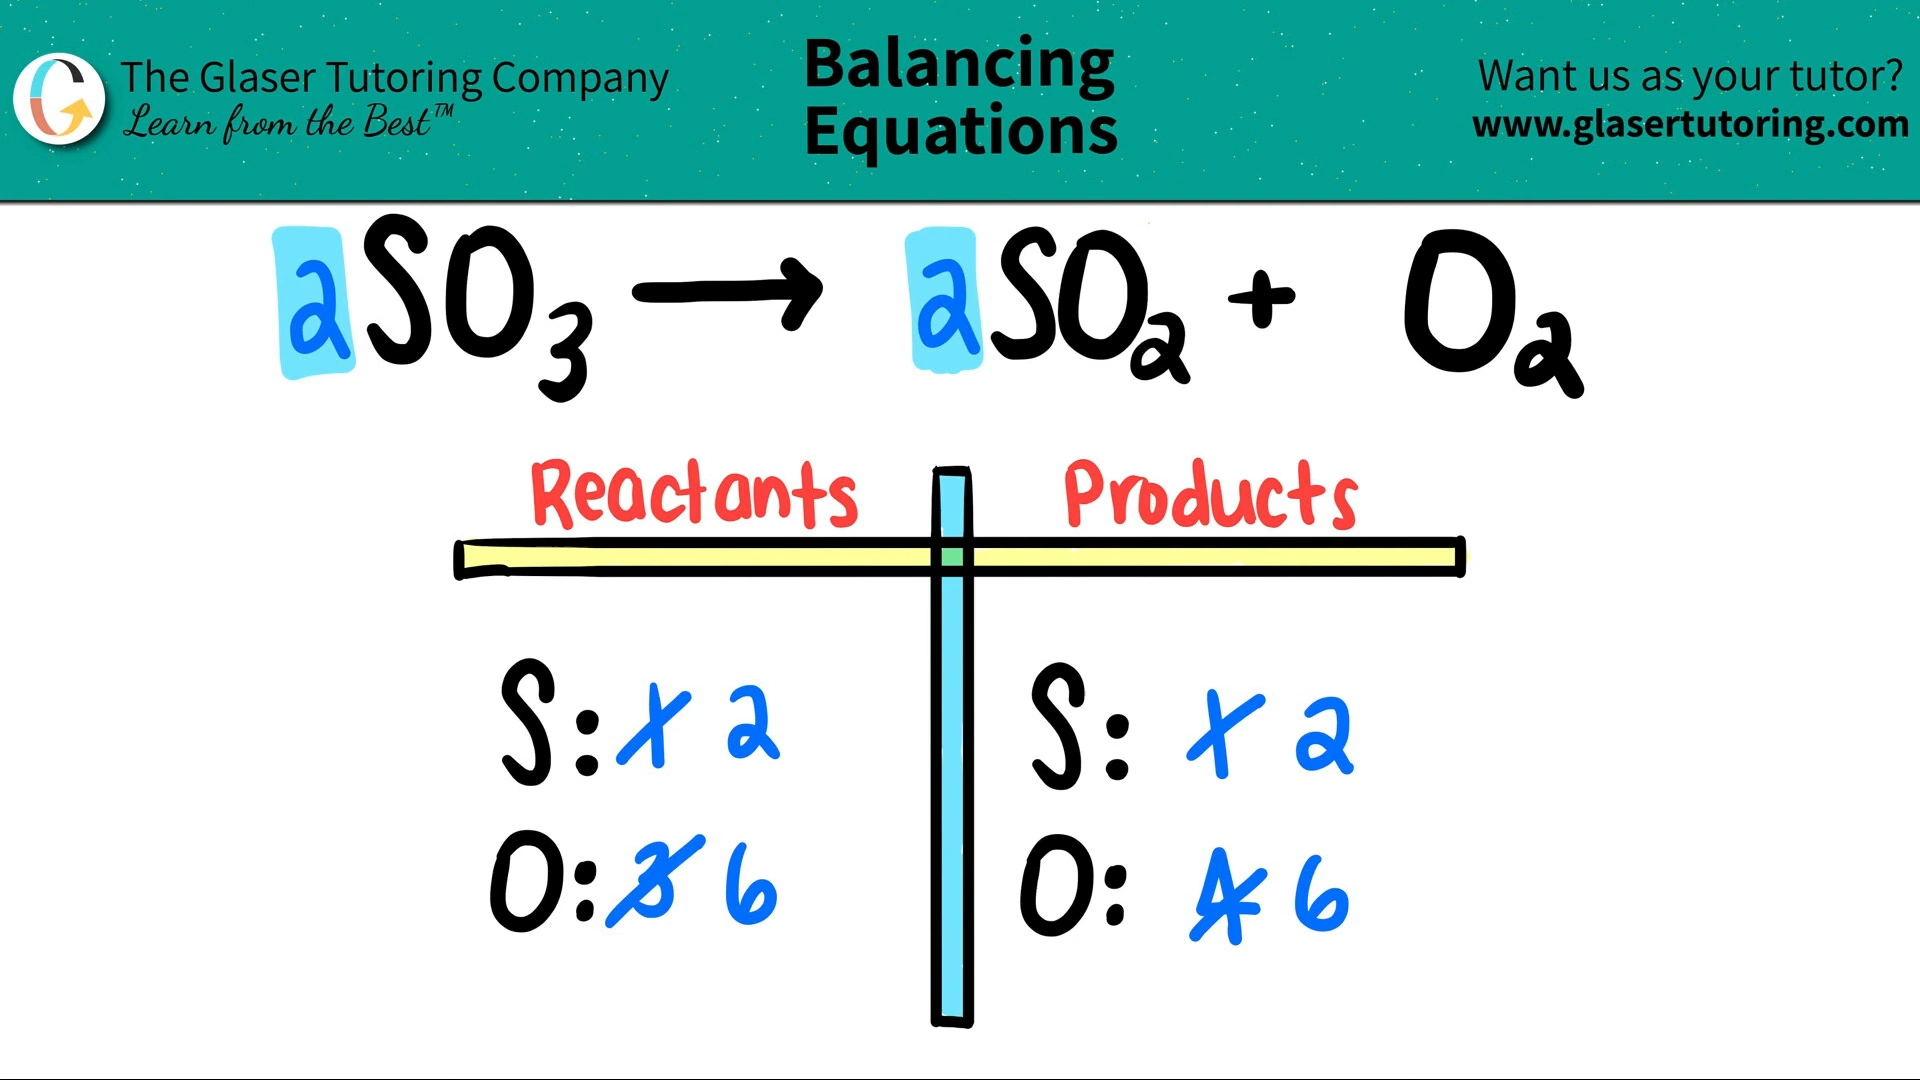 The Glaser Tutoring Company
Learn from the Best™
Balancing
Equations
Want us as your tutor?
www.glasertutoring.com
2SO₃ → 2SO₂ + O₂
Reactants Products
S: 1 2 S: 1 2
O: 3 6 O: 4 6